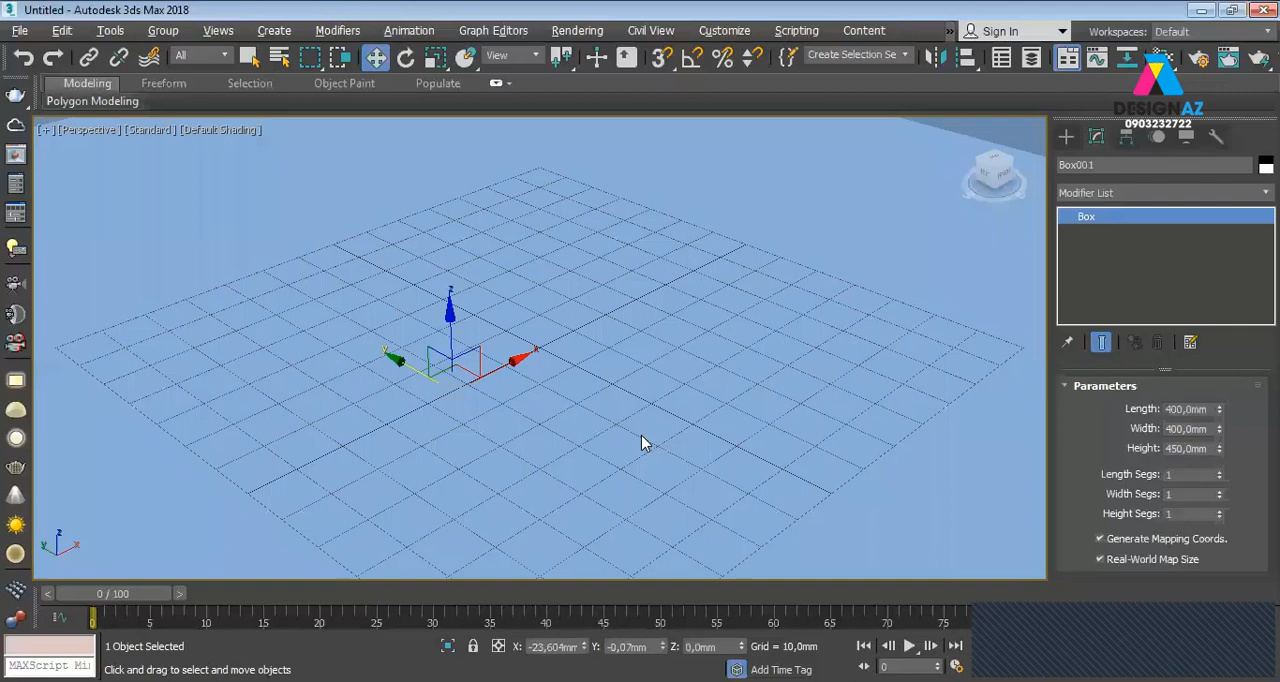 Untitled - Autodesk 3ds Max 2018
File Edit Tools Group Views Create Modifiers Animation Graph Editors Rendering Civil View Customize Scripting Content » Sign In Workspaces: Default
All View Create Selection Se
Modeling Freeform Selection Object Paint Populate
Polygon Modeling
DESIGNAZ
0903232722
[ + ] [Perspective ] [Standard ] [Default Shading ]
Box001
Modifier List
Box
z
y x
Parameters
Length: 400,0mm
Width: 400,0mm
Height: 450,0mm
Length Segs: 1
Width Segs: 1
Height Segs: 1
Generate Mapping Coords.
Real-World Map Size
z
y x
< 0 / 100 >
0 5 10 15 20 25 30 35 40 45 50 55 60 65 70 75
1 Object Selected X: -23,604mm Y: -0,07mm Z: 0,0mm Grid = 10,0mm
MAXScript Mi Click and drag to select and move objects Add Time Tag 0